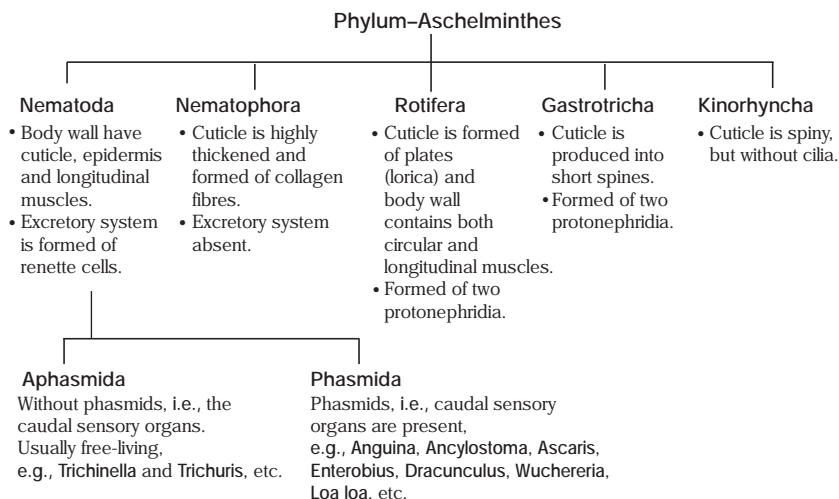 Phylum–Aschelminthes
Nematoda
• Body wall have
cuticle, epidermis
and longitudinal
muscles.
• Excretory system
is formed of
renette cells.
Nematophora
• Cuticle is highly
thickened and
formed of collagen
fibres.
• Excretory system
absent.
Rotifera
• Cuticle is formed
of plates
(lorica) and
body wall
contains both
circular and
longitudinal muscles.
• Formed of two
protonephridia.
Gastrotricha
• Cuticle is
produced into
short spines.
• Formed of two
protonephridia.
Kinorhyncha
• Cuticle is spiny,
but without cilia.
Aphasmida
Without phasmids, i.e., the
caudal sensory organs.
Usually free-living,
e.g., Trichinella and Trichuris, etc.
Phasmida
Phasmids, i.e., caudal sensory
organs are present,
e.g., Anguina, Ancylostoma, Ascaris,
Enterobius, Dracunculus, Wuchereria,
Loa loa, etc.